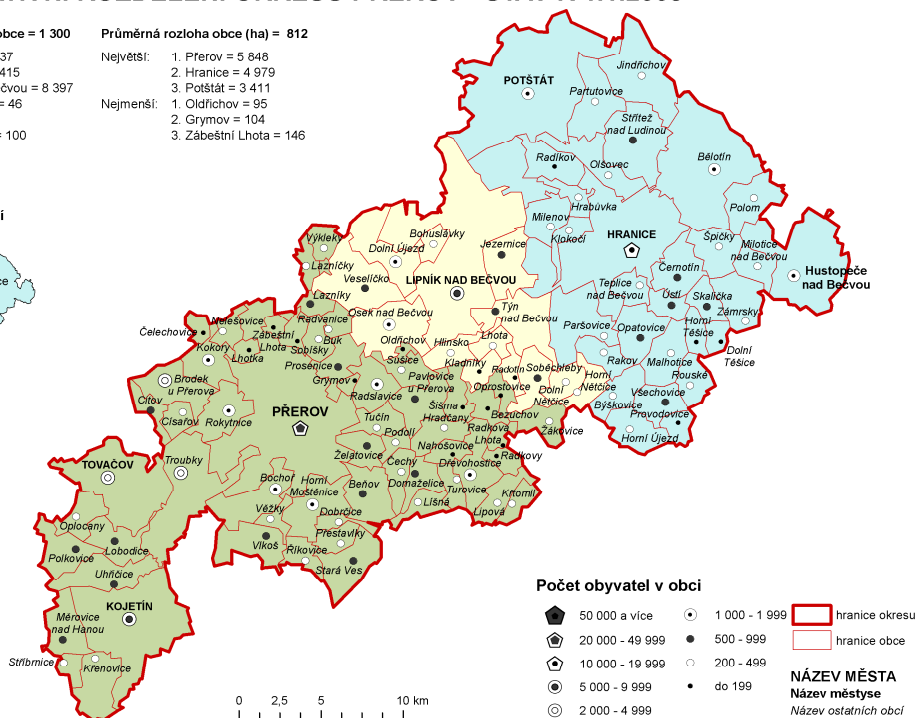 obce = 1 300
Průměrná rozloha obce (ha) = 812
37
415
ečvou = 8 397
= 46
= 100
Největší:
1. Přerov = 5 848
2. Hranice = 4 979
3. Potštát = 3 411
Nejmenší:
1. Oldřichov = 95
2. Grymov = 104
3. Zábeštní Lhota = 146
POTŠTÁT
Jindřichov
Partutovice
Střítež
nad Ludinou
Radíkov
Olšovec
Bělotín
Polom
Hrabůvka
Milenov
Klokočí
HRANICE
Špičky
Milotice
nad Bečvou
Hustopeče
nad Bečvou
Černotín
Teplice
nad Bečvou
Ústí
Skalička
Zámrsky
Horní
Těšice
Dolní
Těšice
Paršovice
Opatovice
Rakov
Malhotice
Rouské
Všechovice
Býškovice
Provodovice
Horní Újezd
Výkleky
Lazníčky
Lazníky
Bohuslávky
Dolní Újezd
Jezernice
Veselíčko
LIPNÍK NAD BEČVOU
Osek nad Bečvou
Týn
nad Bečvou
Oldřichov
Hlinsko
Lhota
Kladníky
Radotín
Soběchleby
Horní
Nětčice
Dolní
Nětčice
Oprostovice
Bezuchov
Žákovice
Čelechovice
Nelešovice
Zábeštní
Lhota
Radvanice
Buk
Sobíšky
Kokory
Lhotka
Prosenice
Grymov
Sušice
Pavlovice
u Přerova
Radslavice
Brodek
u Přerova
Citov
Císařov
Rokytnice
PŘEROV
Šišma
Hradčany
Radkova
Lhota
Radkovy
Tučín
Podolí
Nahošovice
Želatovice
Dřevohostice
Čechy
Domaželice
Turovice
Líšná
Lipová
Křtomil
TOVAČOV
Troubky
Bochoř
Horní
Moštěnice
Beňov
Dobrčice
Věžky
Přestavlky
Vlkoš
Říkovice
Stará Ves
Oplocany
Polkovice
Lobodice
Uhřičice
KOJETÍN
Měrovice
nad Hanou
Stříbrnice
Křenovice
Počet obyvatel v obci
50 000 a více
20 000 - 49 999
10 000 - 19 999
5 000 - 9 999
2 000 - 4 999
1 000 - 1 999
500 - 999
200 - 499
do 199
hranice okresu
hranice obce
NÁZEV MĚSTA
Název městyse
Název ostatních obcí
0 2,5 5 10 km